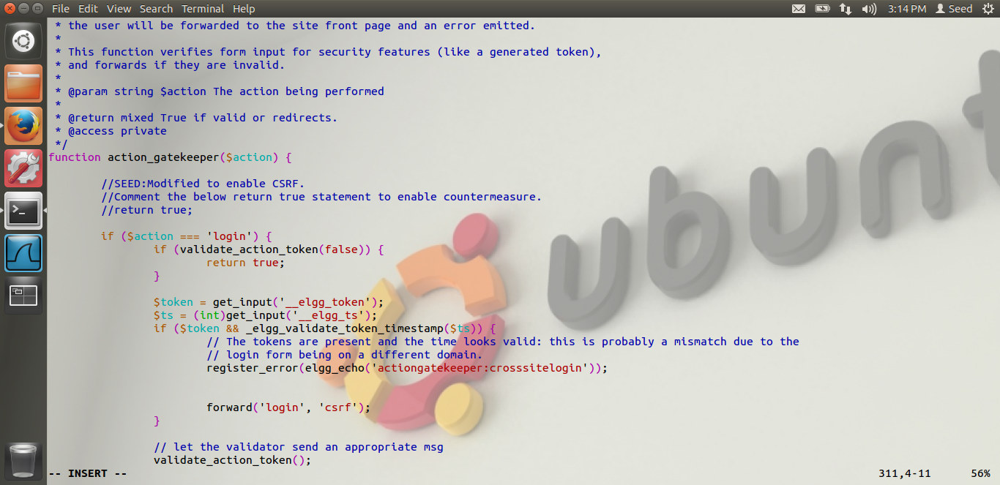 File Edit View Search Terminal Help 3:14 PM Seed
 * the user will be forwarded to the site front page and an error emitted.
 *
 * This function verifies form input for security features (like a generated token),
 * and forwards if they are invalid.
 *
 * @param string $action The action being performed
 *
 * @return mixed True if valid or redirects.
 * @access private
 */
function action_gatekeeper($action) {
        //SEED:Modified to enable CSRF.
        //Comment the below return true statement to enable countermeasure.
        //return true;
        if ($action === 'login') {
                if (validate_action_token(false)) {
                        return true;
                }
                $token = get_input('__elgg_token');
                $ts = (int)get_input('__elgg_ts');
                if ($token && _elgg_validate_token_timestamp($ts)) {
                        // The tokens are present and the time looks valid: this is probably a mismatch due to the
                        // login form being on a different domain.
                        register_error(elgg_echo('actiongatekeeper:crosssitelogin'));
                        forward('login', 'csrf');
                }
                // let the validator send an appropriate msg
                validate_action_token();
-- INSERT -- 311,4-11 56%
ubunt